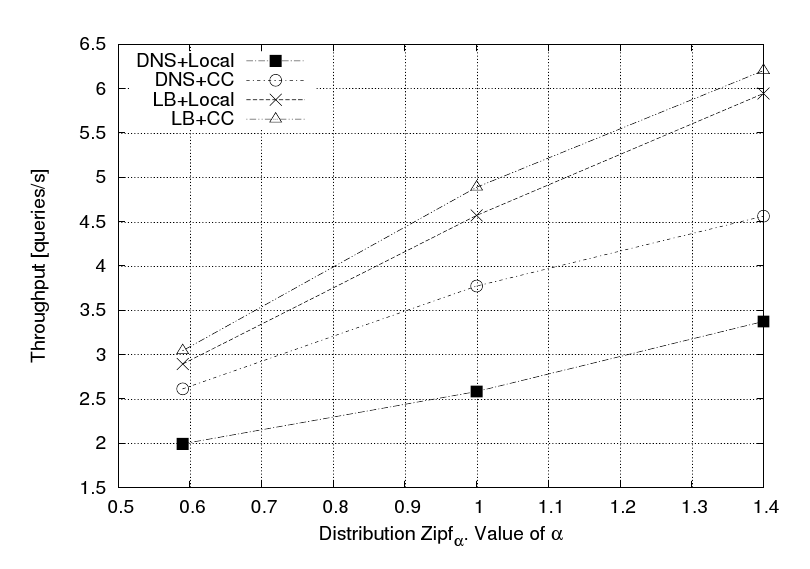 6.5
6
5.5
5
4.5
4
3.5
3
2.5
2
1.5
DNS+Local
DNS+CC
LB+Local
LB+CC
Throughput [queries/s]
0.5 0.6 0.7 0.8 0.9 1 1.1 1.2 1.3 1.4
Distribution Zipfα. Value of α